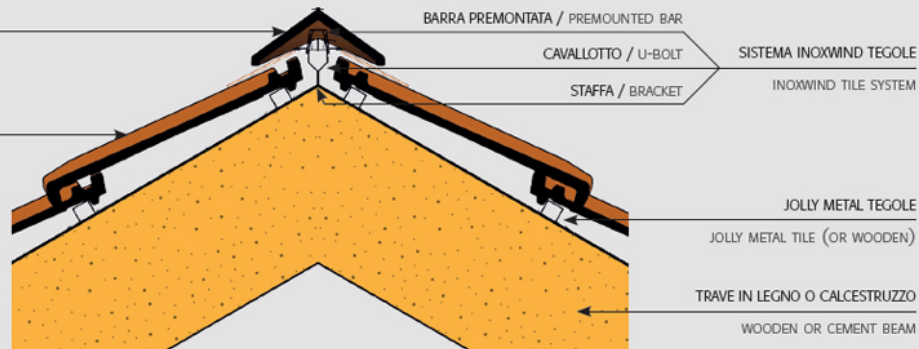 BARRA PREMONTATA / PREMOUNTED BAR
CAVALLOTTO / U-BOLT
SISTEMA INOXWIND TEGOLE
INOXWIND TILE SYSTEM
STAFFA / BRACKET
JOLLY METAL TEGOLE
JOLLY METAL TILE (OR WOODEN)
TRAVE IN LEGNO O CALCESTRUZZO
WOODEN OR CEMENT BEAM